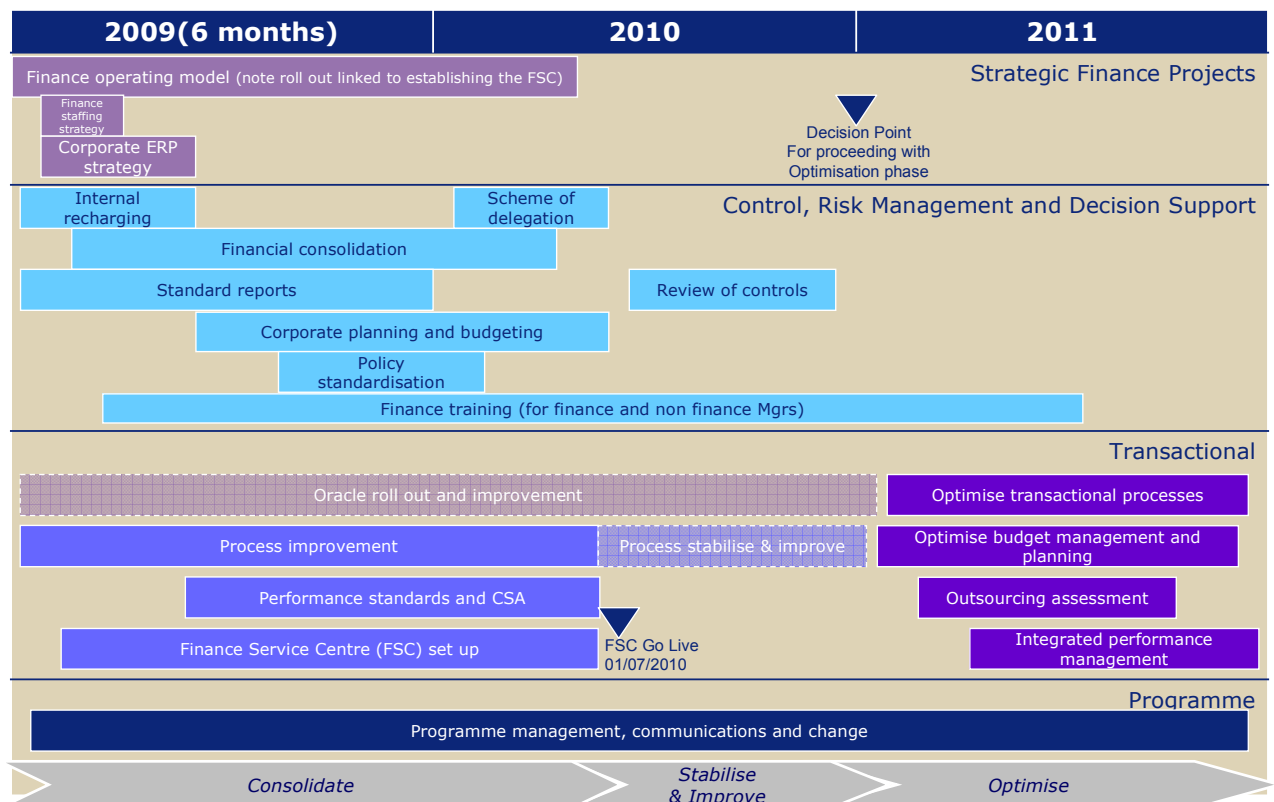 2009(6 months)
2010
2011
Finance operating model (note roll out linked to establishing the FSC)
Strategic Finance Projects
Finance
staffing
strategy
Corporate ERP
strategy
Decision Point
For proceeding with
Optimisation phase
Internal
recharging
Scheme of
delegation
Control, Risk Management and Decision Support
Financial consolidation
Standard reports
Review of controls
Corporate planning and budgeting
Policy
standardisation
Finance training (for finance and non finance Mgrs)
Transactional
Oracle roll out and improvement
Optimise transactional processes
Process improvement
Process stabilise & improve
Optimise budget management and
planning
Performance standards and CSA
Outsourcing assessment
Finance Service Centre (FSC) set up
FSC Go Live
01/07/2010
Integrated performance
management
Programme
Programme management, communications and change
Consolidate
Stabilise
& Improve
Optimise